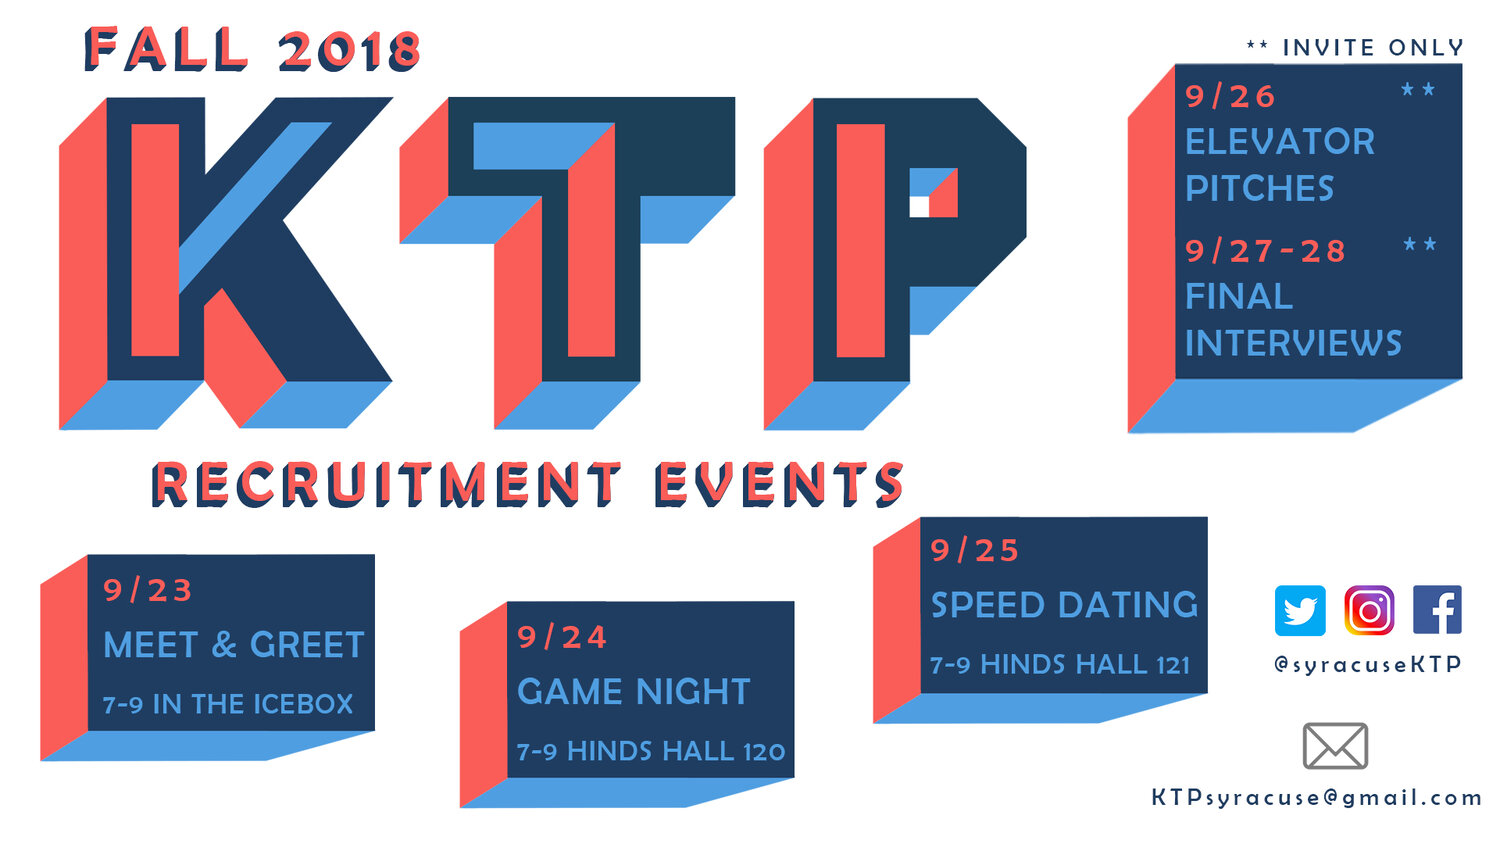 FALL 2018
KTP
RECRUITMENT EVENTS
** INVITE ONLY
9/26 **
ELEVATOR
PITCHES
9/27-28 **
FINAL
INTERVIEWS
9/23
MEET & GREET
7-9 IN THE ICEBOX
9/24
GAME NIGHT
7-9 HINDS HALL 120
9/25
SPEED DATING
7-9 HINDS HALL 121
@syracuseKTP
KTPsyracuse@gmail.com